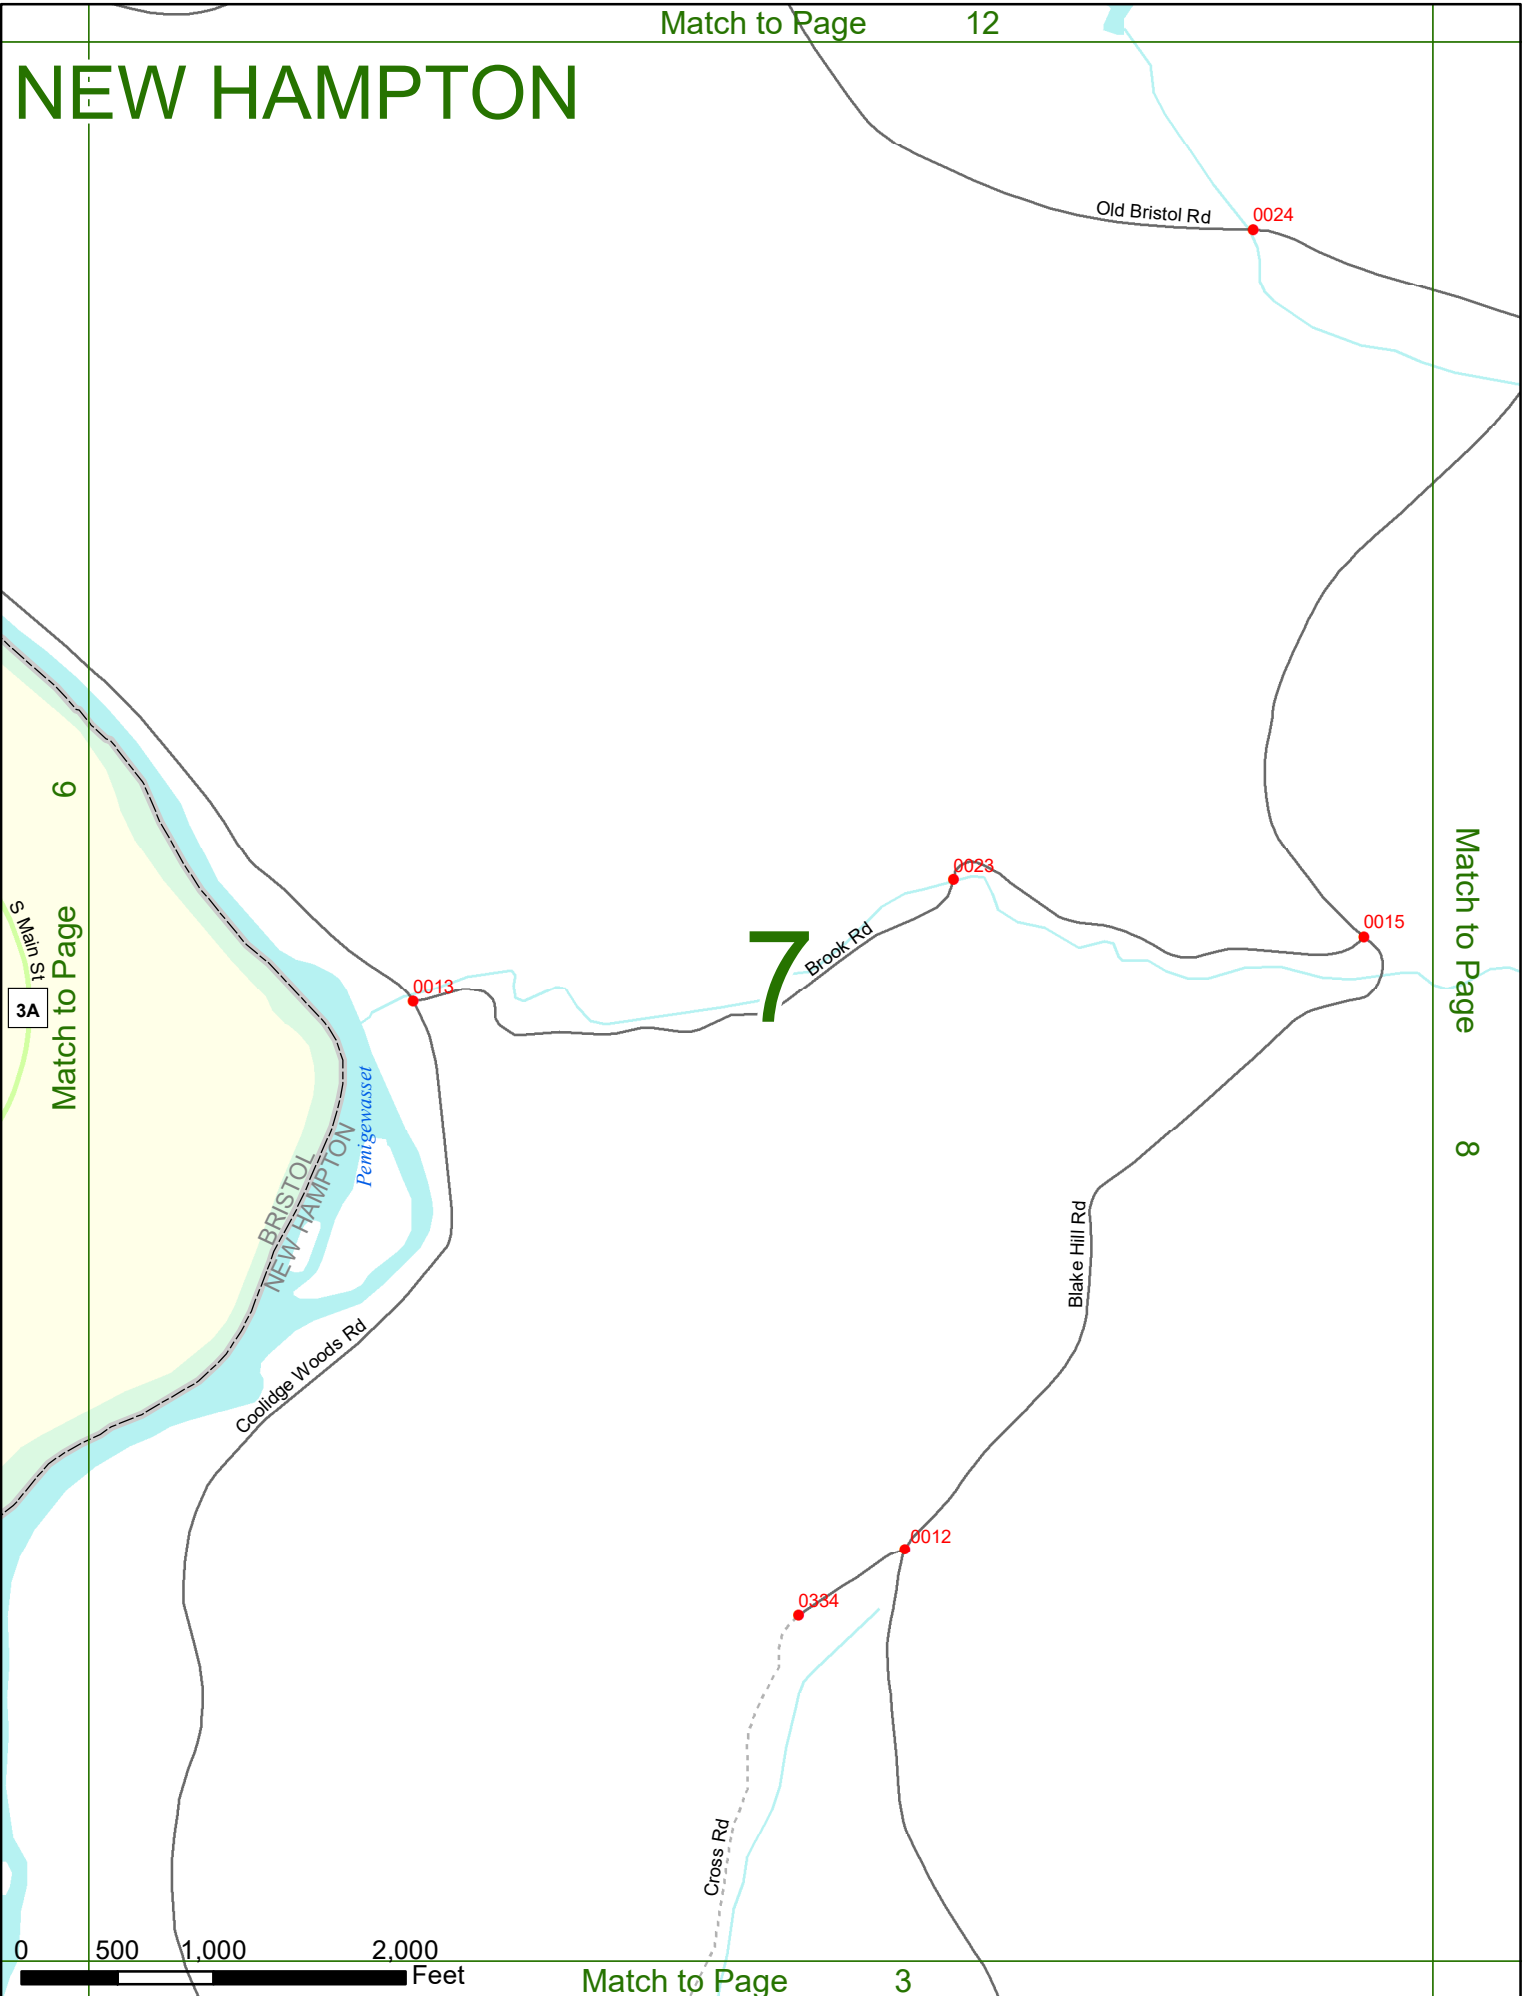 Match to Page 12
NEW HAMPTON
Old Bristol Rd
0024
6
Match to Page
S Main St
3A
0023
0015
Brook Rd
7
0013
Match to Page
8
Pemigewasset
BRISTOL
NEW HAMPTON
Blake Hill Rd
Coolidge Woods Rd
0012
0334
Cross Rd
0 500 1,000 2,000
Feet
Match to Page 3